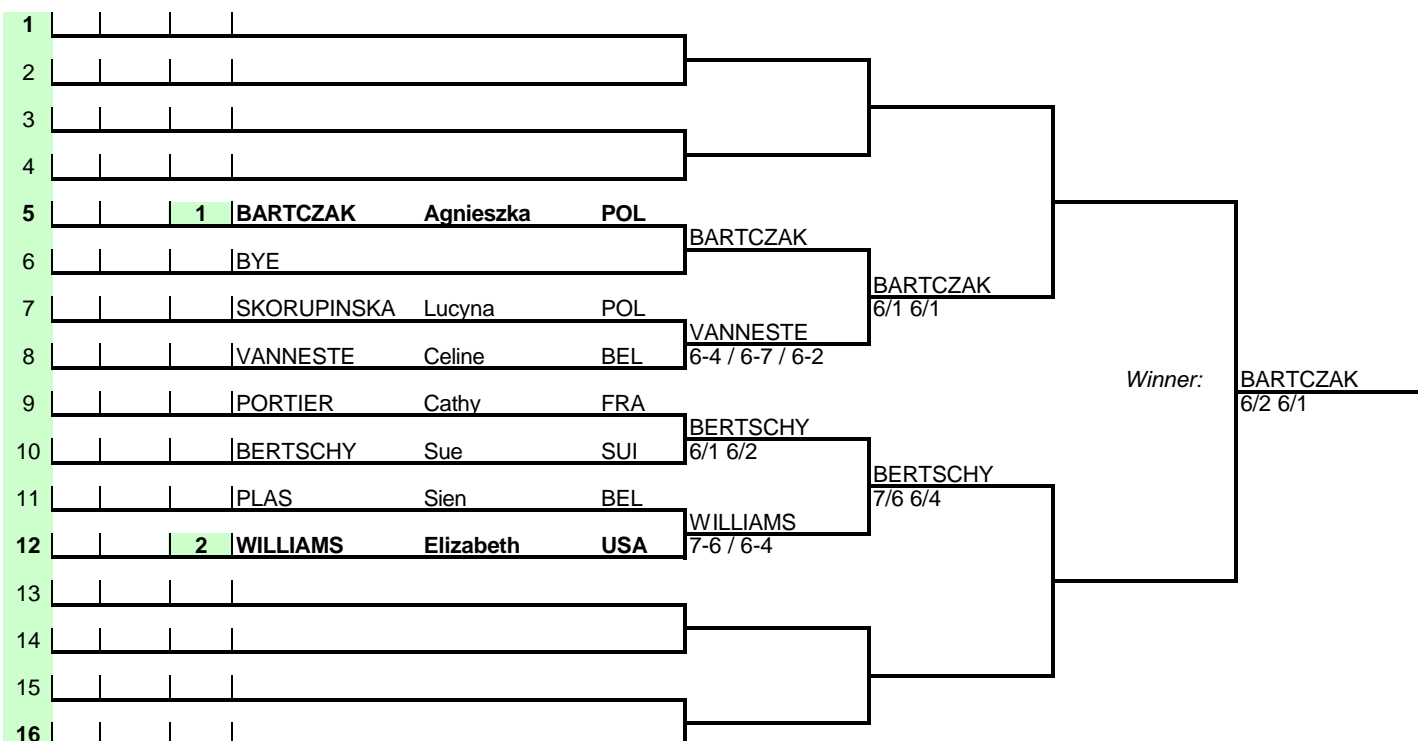 1
2
3
4
5 1 BARTCZAK Agnieszka POL
BARTCZAK
6 BYE
BARTCZAK
7 SKORUPINSKA Lucyna POL 6/1 6/1
VANNESTE
8 VANNESTE Celine BEL 6-4 / 6-7 / 6-2
Winner: BARTCZAK
9 PORTIER Cathy FRA 6/2 6/1
BERTSCHY
10 BERTSCHY Sue SUI 6/1 6/2
BERTSCHY
11 PLAS Sien BEL 7/6 6/4
WILLIAMS
12 2 WILLIAMS Elizabeth USA 7-6 / 6-4
13
14
15
16